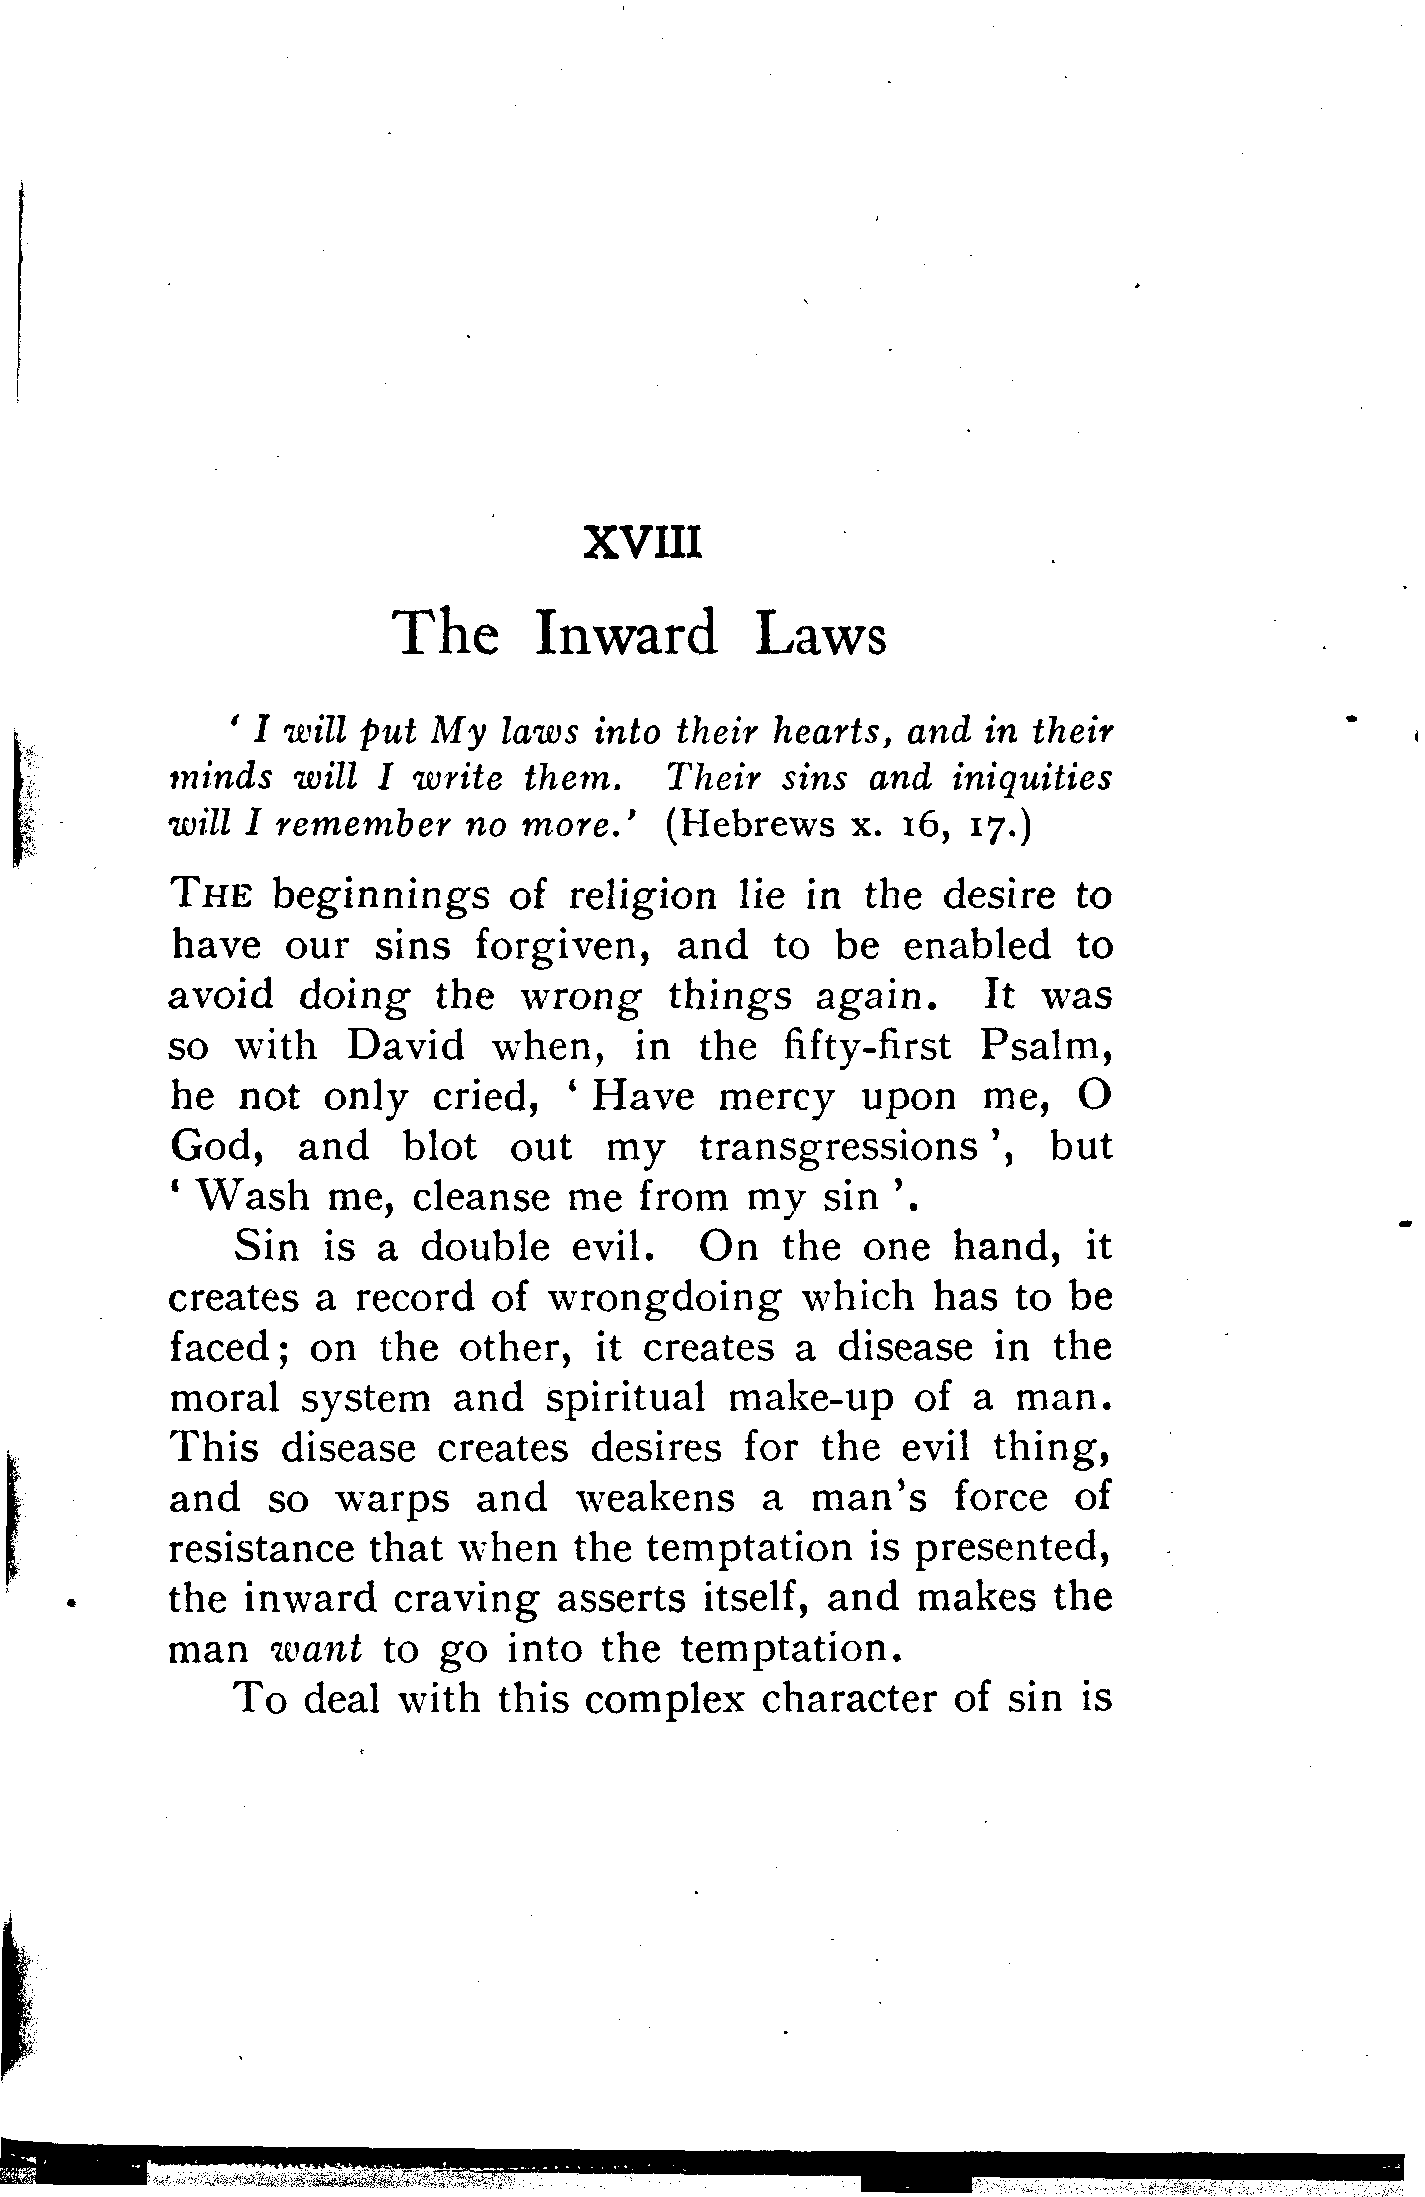 XVIII
The Inward Laws
‘ I will put My laws into their hearts, and in their
minds will I write them. Their sins and iniquities
will I remember no more.’ (Hebrews x. 16, 17.)
THE beginnings of religion lie in the desire to
have our sins forgiven, and to be enabled to
avoid doing the wrong things again. It was
so with David when, in the fifty-first Psalm,
he not only cried, ‘ Have mercy upon me, O
God, and blot out my transgressions ’, but
‘ Wash me, cleanse me from my sin ’.
Sin is a double evil. On the one hand, it
creates a record of wrongdoing which has to be
faced; on the other, it creates a disease in the
moral system and spiritual make-up of a man.
This disease creates desires for the evil thing,
and so warps and weakens a man’s force of
resistance that when the temptation is presented,
the inward craving asserts itself, and makes the
man want to go into the temptation.
To deal with this complex character of sin is